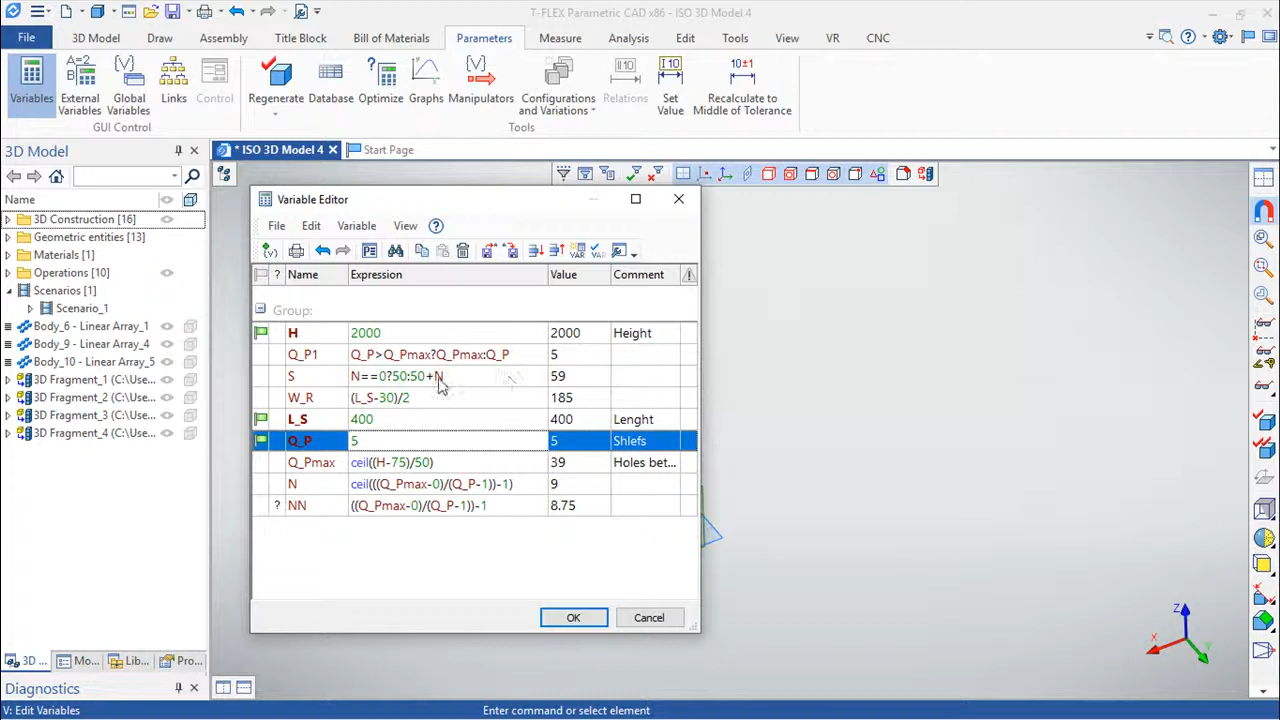 T-FLEX Parametric CAD x86 - ISO 3D Model 4
File 3D Model Draw Assembly Title Block Bill of Materials Parameters Measure Analysis Edit Tools View VR CNC
Variables External Variables Global Variables Links Control Regenerate Database Optimize Graphs Manipulators Configurations and Variations Relations Set Value Recalculate to Middle of Tolerance
GUI Control Tools
3D Model
* ISO 3D Model 4 Start Page
Name
3D Construction [16]
Geometric entities [13]
Materials [1]
Operations [10]
Scenarios [1]
Scenario_1
Body_6 - Linear Array_1
Body_9 - Linear Array_4
Body_10 - Linear Array_5
3D Fragment_1 (C:\Use...
3D Fragment_2 (C:\Use...
3D Fragment_3 (C:\Use...
3D Fragment_4 (C:\Use...
Variable Editor
File Edit Variable View
? Name Expression Value Comment
Group:
H 2000 2000 Height
Q_P1 Q_P>Q_Pmax?Q_Pmax:Q_P 5
S N==0?50:50+N 59
W_R (L_S-30)/2 185
L_S 400 400 Lenght
Q_P 5 5 Shlefs
Q_Pmax ceil((H-75)/50) 39 Holes bet...
N ceil(((Q_Pmax-0)/(Q_P-1))-1) 9
? NN ((Q_Pmax-0)/(Q_P-1))-1 8.75
OK Cancel
Z
X
Y
3D ... Mo... Lib... Pro...
Diagnostics
V: Edit Variables Enter command or select element